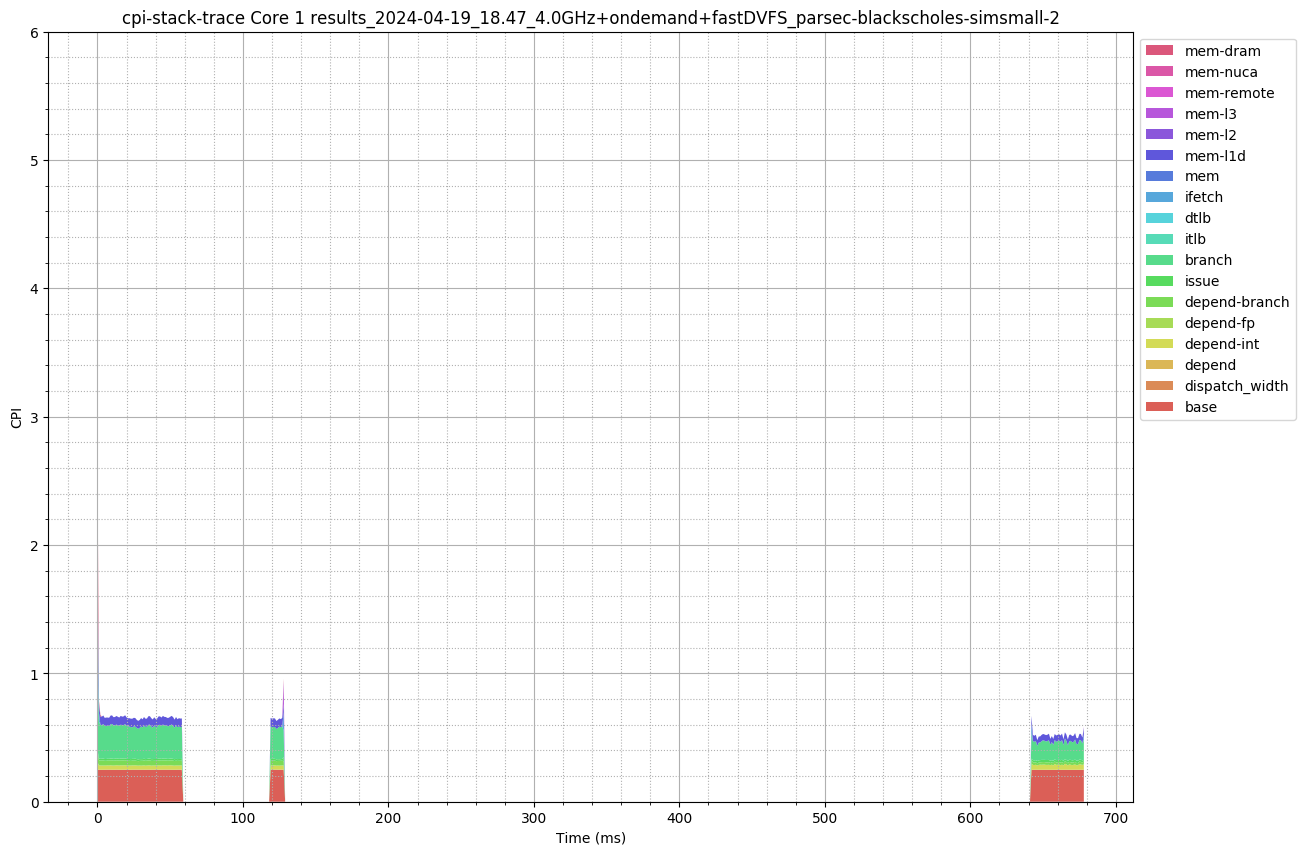 cpi-stack-trace Core 1 results_2024-04-19_18.47_4.0GHz+ondemand+fastDVFS_parsec-blackscholes-simsmall-2
6
5
4
3
2
1
0
CPI
0 100 200 300 400 500 600 700
Time (ms)
mem-dram
mem-nuca
mem-remote
mem-l3
mem-l2
mem-l1d
mem
ifetch
dtlb
itlb
branch
issue
depend-branch
depend-fp
depend-int
depend
dispatch_width
base